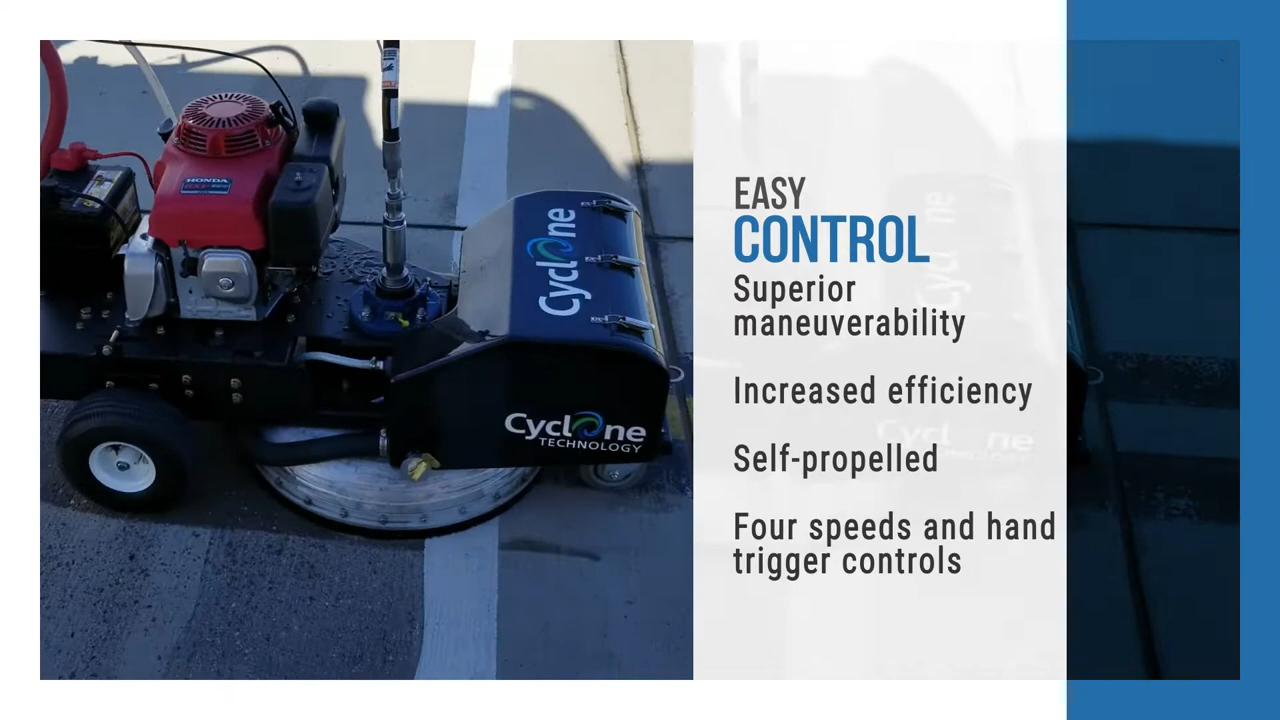 HONDA
Cyclone
Cyclone
TECHNOLOGY
EASY
CONTROL
Superior
maneuverability
Increased efficiency
Self-propelled
Four speeds and hand
trigger controls